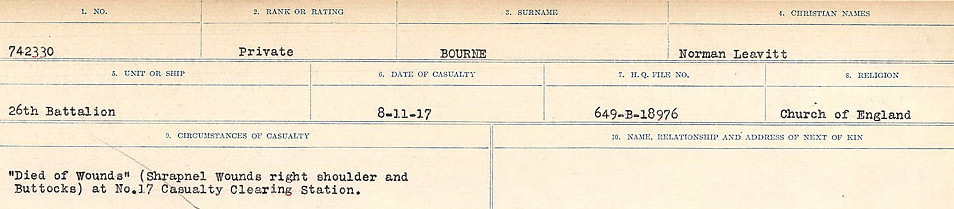 1. NO. 2. RANK OR RATING 3. SURNAME 4. CHRISTIAN NAMES
742330 Private BOURNE Norman Leavitt
5. UNIT OR SHIP 6. DATE OF CASUALTY 7. H.Q. FILE NO. 8. RELIGION
26th Battalion 8-11-17 649-B-18976 Church of England
9. CIRCUMSTANCES OF CASUALTY 10. NAME, RELATIONSHIP AND ADDRESS OF NEXT OF KIN
"Died of Wounds" (Shrapnel Wounds right shoulder and
Buttocks) at No.17 Casualty Clearing Station.